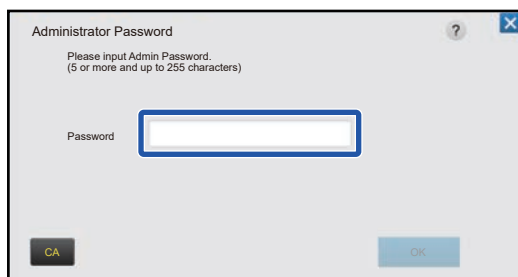 Administrator Password
?
Please input Admin Password.
(5 or more and up to 255 characters)
Password
CA
OK